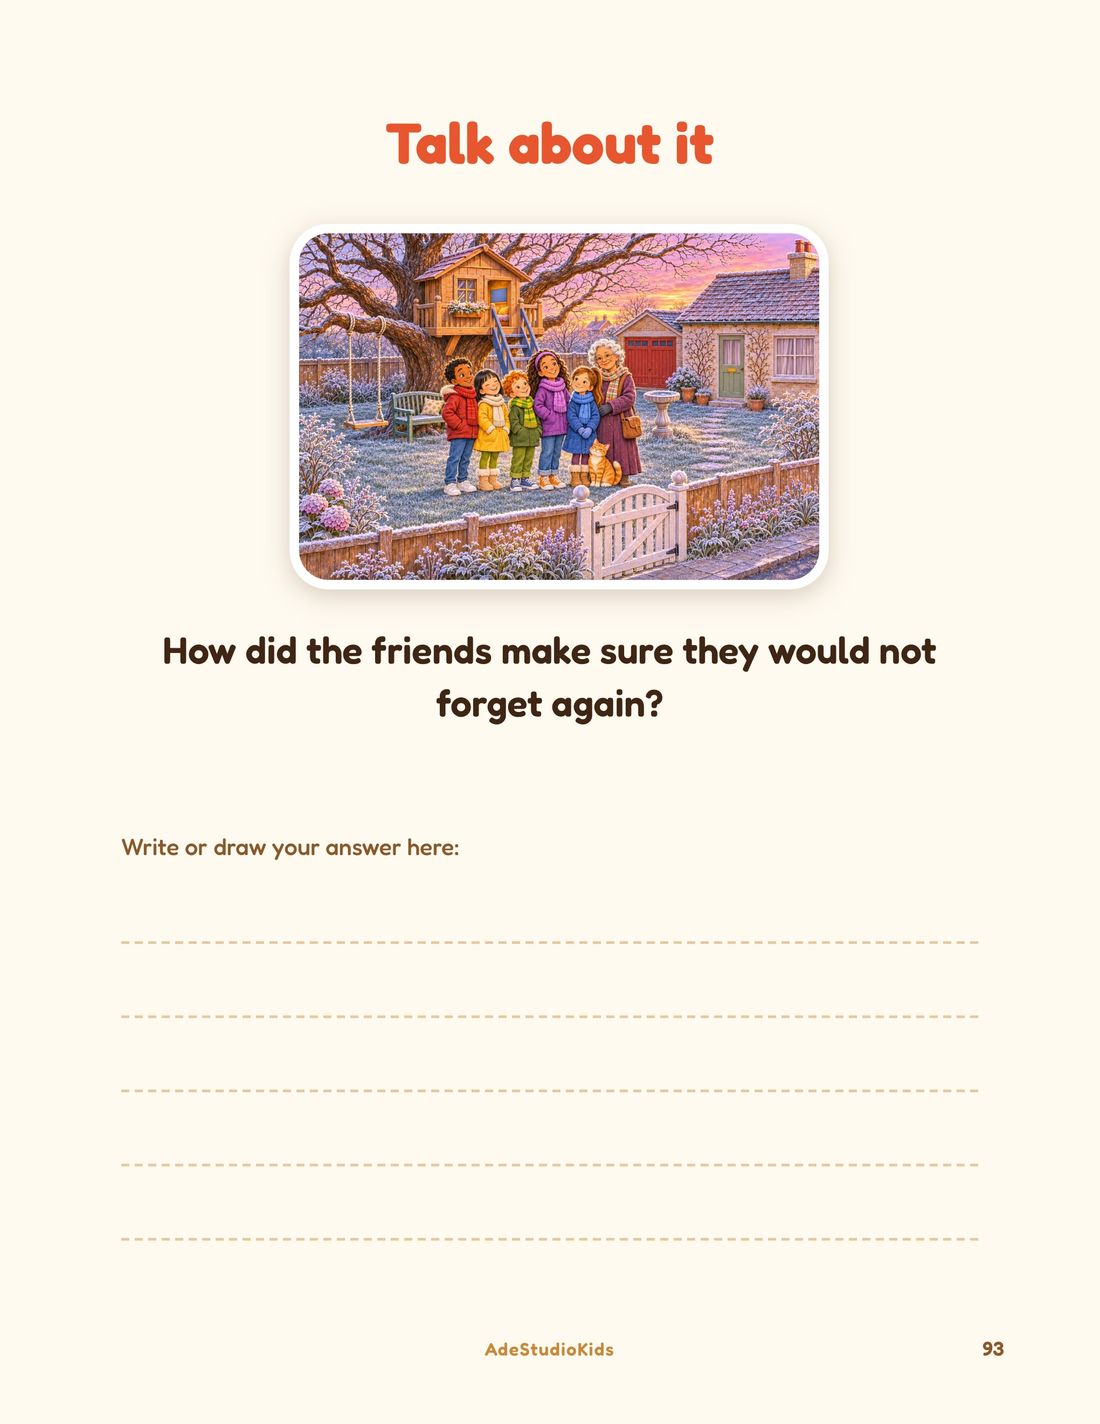 Talk about it
How did the friends make sure they would not
forget again?
Write or draw your answer here:
AdeStudioKids
93